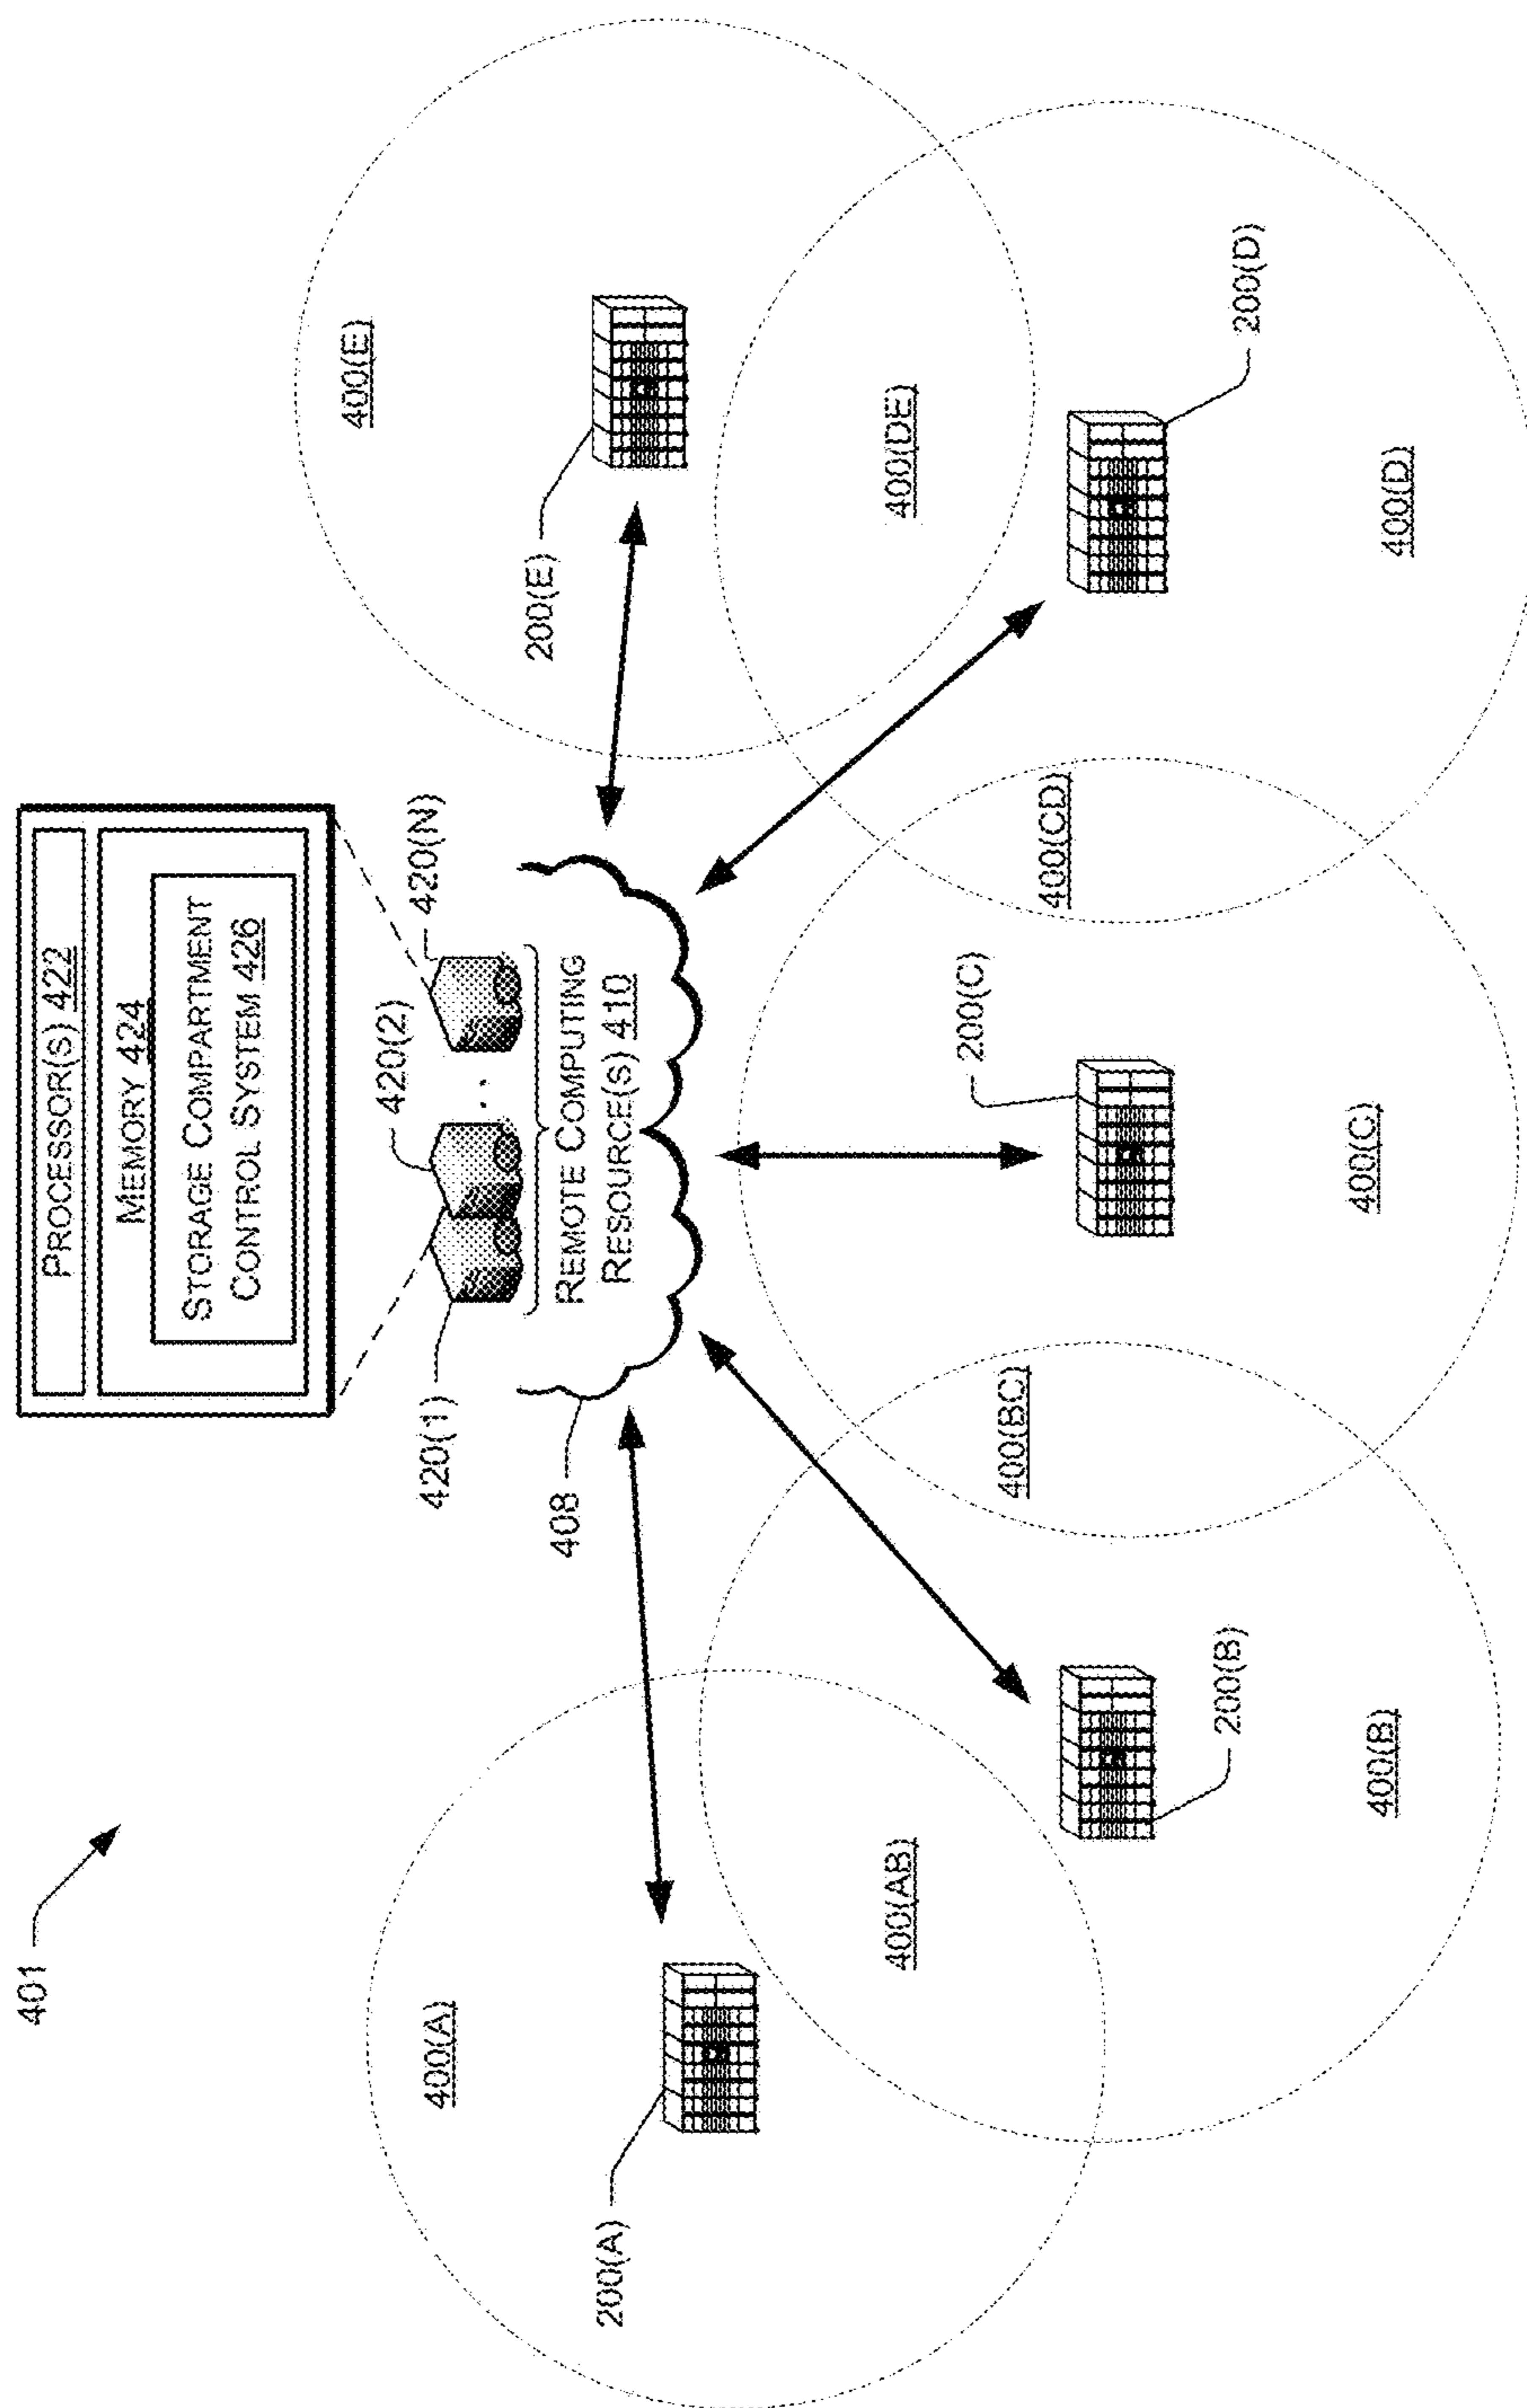 401
PROCESSOR(S) 422
MEMORY 424
STORAGE COMPARTMENT
CONTROL SYSTEM 426
420(1)
420(2)
420(N)
REMOTE COMPUTING
RESOURCE(S) 410
408
400(A)
200(A)
400(AB)
200(B)
400(B)
400(BC)
200(C)
400(C)
400(CD)
200(D)
400(D)
400(DE)
200(E)
400(E)